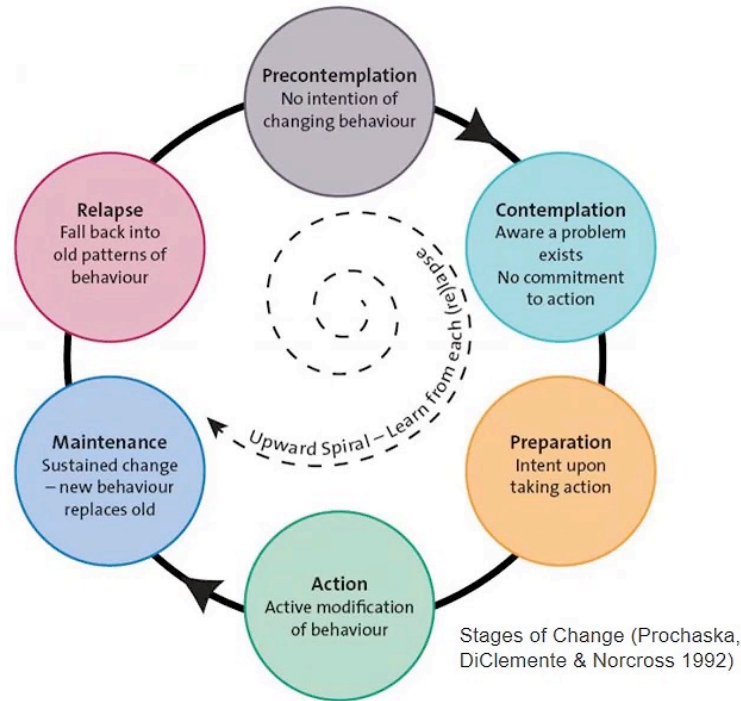 Precontemplation
No intention of
changing behaviour
Contemplation
Aware a problem
exists
No commitment
to action
Preparation
Intent upon
taking action
Action
Active modification
of behaviour
Maintenance
Sustained change
– new behaviour
replaces old
Relapse
Fall back into
old patterns of
behaviour
Upward Spiral – Learn from each (re)lapse
Stages of Change (Prochaska,
DiClemente & Norcross 1992)